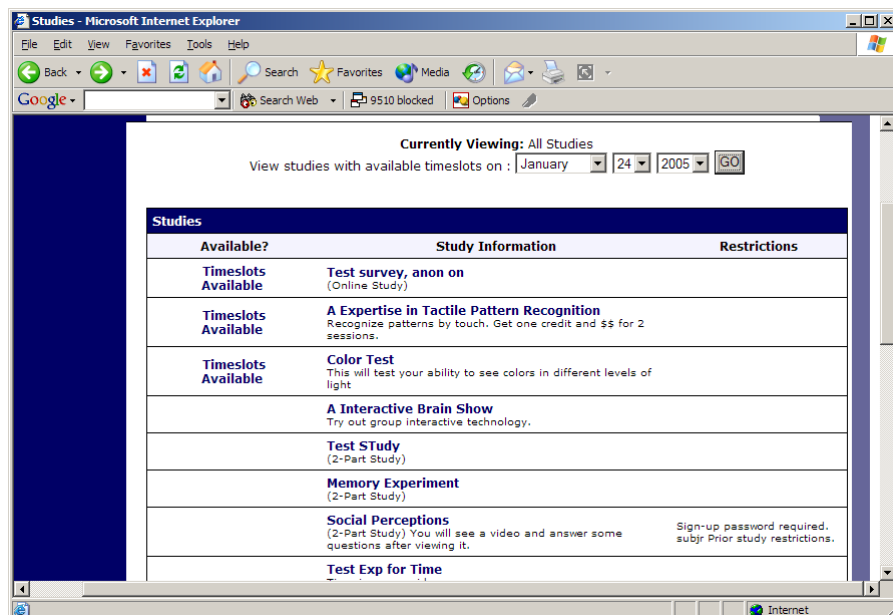 Studies - Microsoft Internet Explorer
File Edit View Favorites Tools Help
Back Search Favorites Media
Google Search Web 9510 blocked Options
Currently Viewing: All Studies
View studies with available timeslots on : January 24 2005 GO
Studies
Available? Study Information Restrictions
Timeslots
Available
Test survey, anon on
(Online Study)
Timeslots
Available
A Expertise in Tactile Pattern Recognition
Recognize patterns by touch. Get one credit and $$ for 2
sessions.
Timeslots
Available
Color Test
This will test your ability to see colors in different levels of
light
A Interactive Brain Show
Try out group interactive technology.
Test STudy
(2-Part Study)
Memory Experiment
(2-Part Study)
Social Perceptions
(2-Part Study) You will see a video and answer some
questions after viewing it.
Sign-up password required.
subjr Prior study restrictions.
Test Exp for Time
Internet